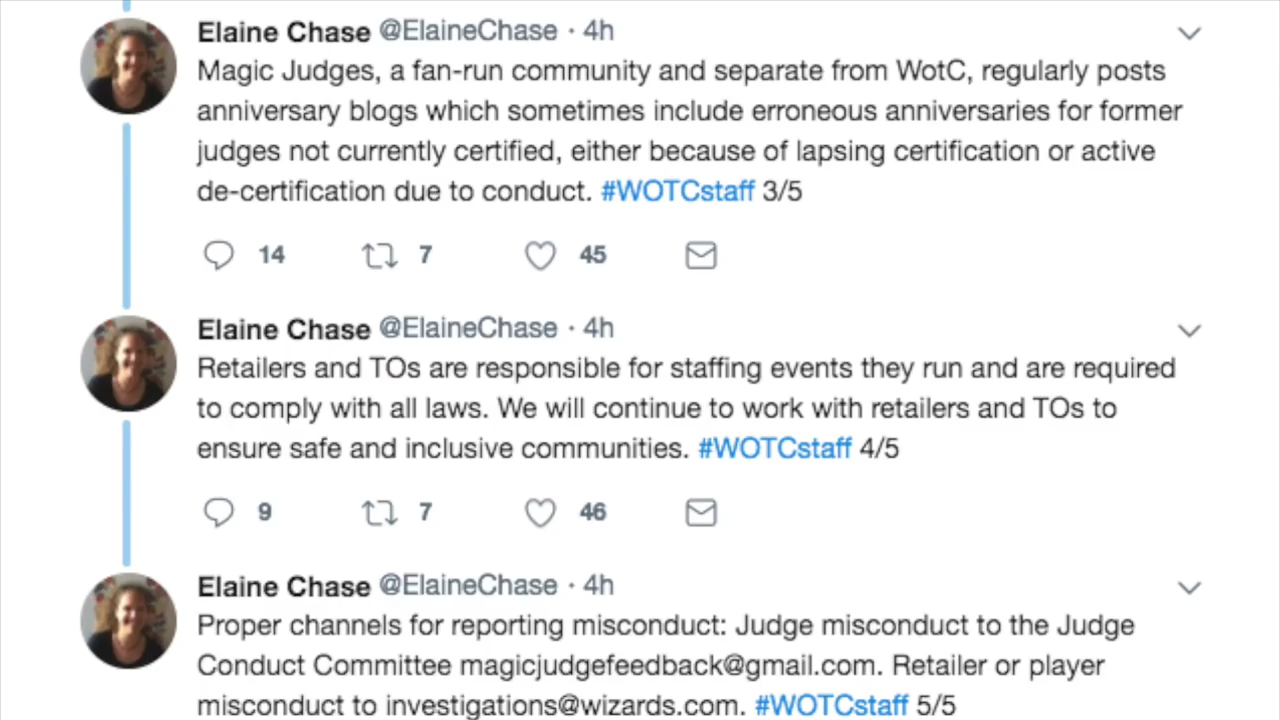 Elaine Chase @ElaineChase · 4h
Magic Judges, a fan-run community and separate from WotC, regularly posts
anniversary blogs which sometimes include erroneous anniversaries for former
judges not currently certified, either because of lapsing certification or active
de-certification due to conduct. #WOTCstaff 3/5
14 7 45
Elaine Chase @ElaineChase · 4h
Retailers and TOs are responsible for staffing events they run and are required
to comply with all laws. We will continue to work with retailers and TOs to
ensure safe and inclusive communities. #WOTCstaff 4/5
9 7 46
Elaine Chase @ElaineChase · 4h
Proper channels for reporting misconduct: Judge misconduct to the Judge
Conduct Committee magicjudgefeedback@gmail.com. Retailer or player
misconduct to investigations@wizards.com. #WOTCstaff 5/5